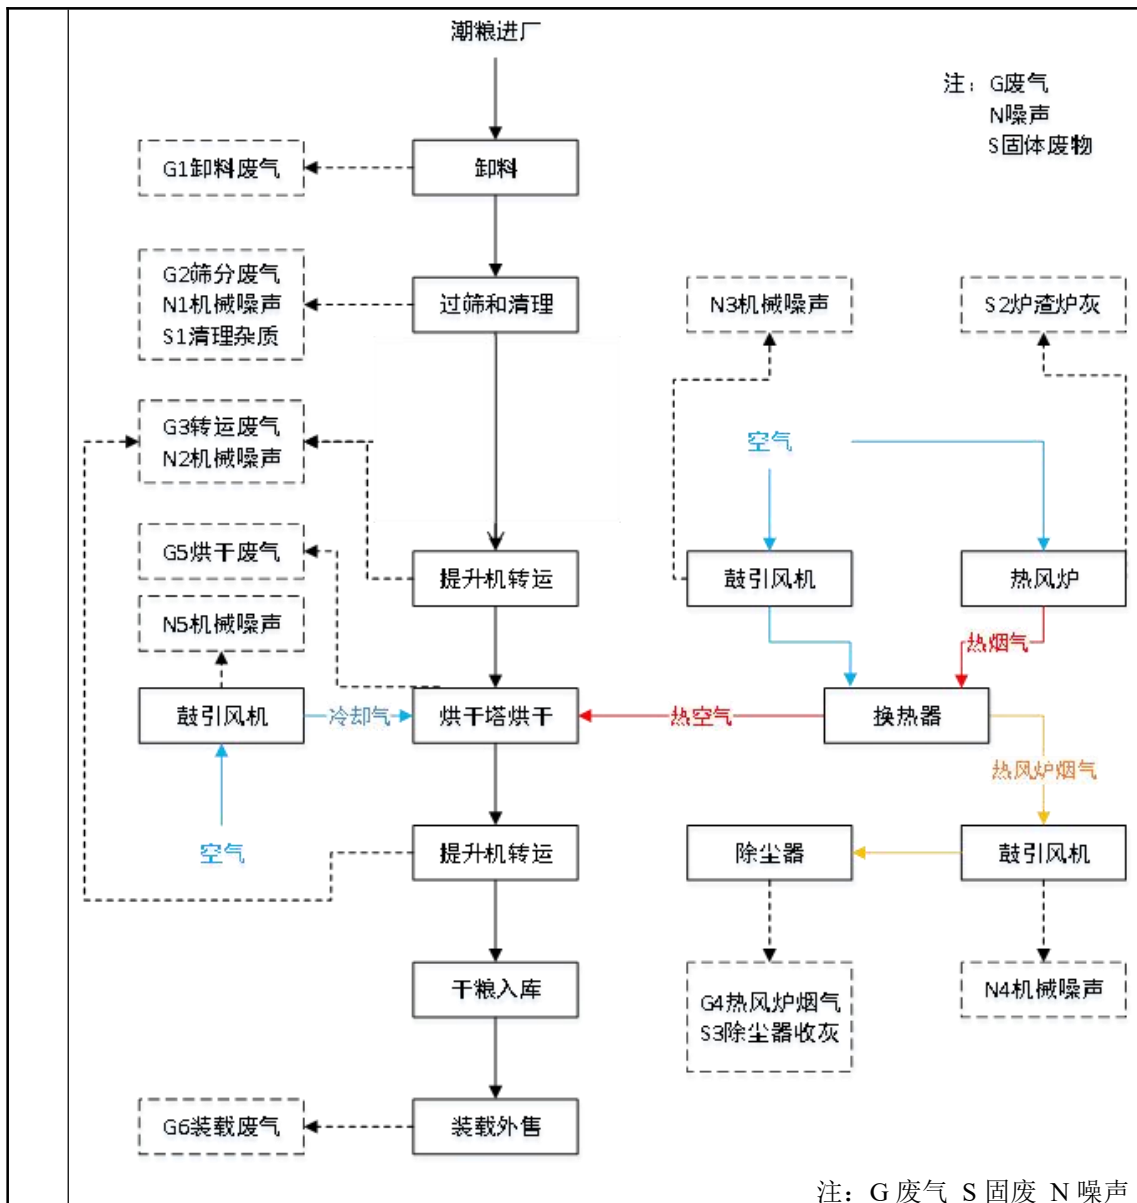 潮粮进厂
注：G废气
N噪声
S固体废物
G1卸料废气
卸料
G2筛分废气
N1机械噪声
S1清理杂质
过筛和清理
N3机械噪声
S2炉渣炉灰
G3转运废气
N2机械噪声
空气
G5烘干废气
提升机转运
鼓引风机
热风炉
N5机械噪声
热烟气
鼓引风机
冷却气
烘干塔烘干
热空气
换热器
热风炉烟气
空气
提升机转运
除尘器
鼓引风机
干粮入库
G4热风炉烟气
S3除尘器收灰
N4机械噪声
G6装载废气
装载外售
注：G 废气 S 固废 N 噪声